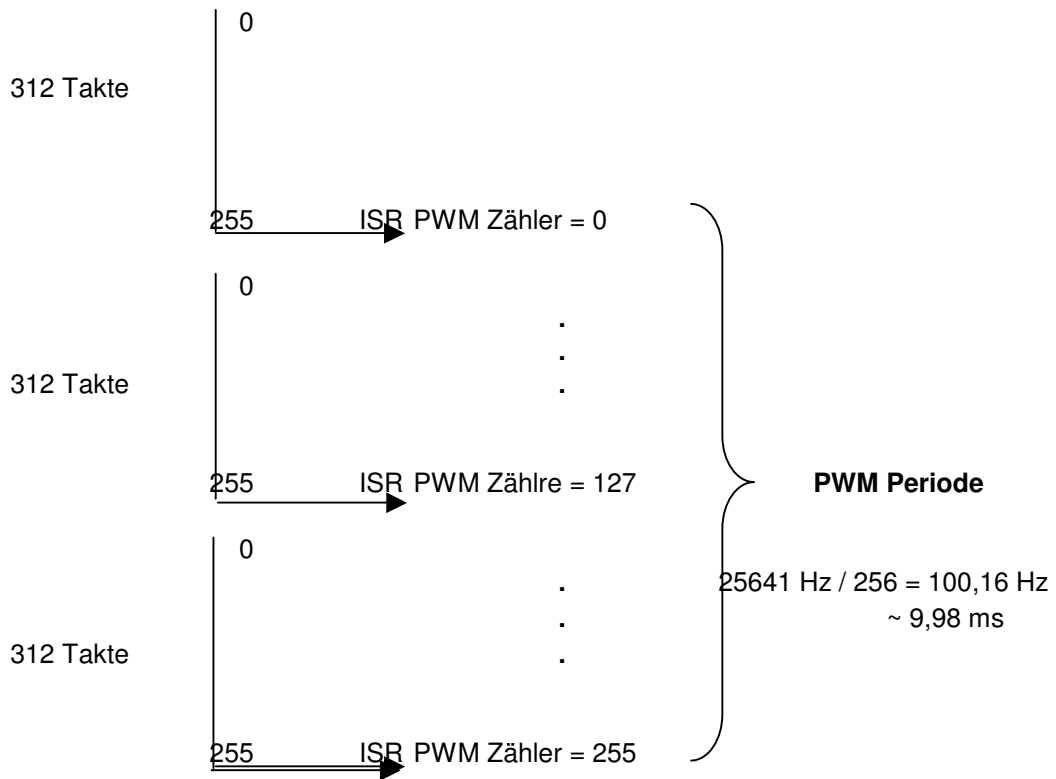 0
312 Takte
255 ISR PWM Zähler = 0
0
.
.
.
312 Takte
255 ISR PWM Zählre = 127
PWM Periode
0
.
.
.
25641 Hz / 256 = 100,16 Hz
~ 9,98 ms
312 Takte
255 ISR PWM Zähler = 255